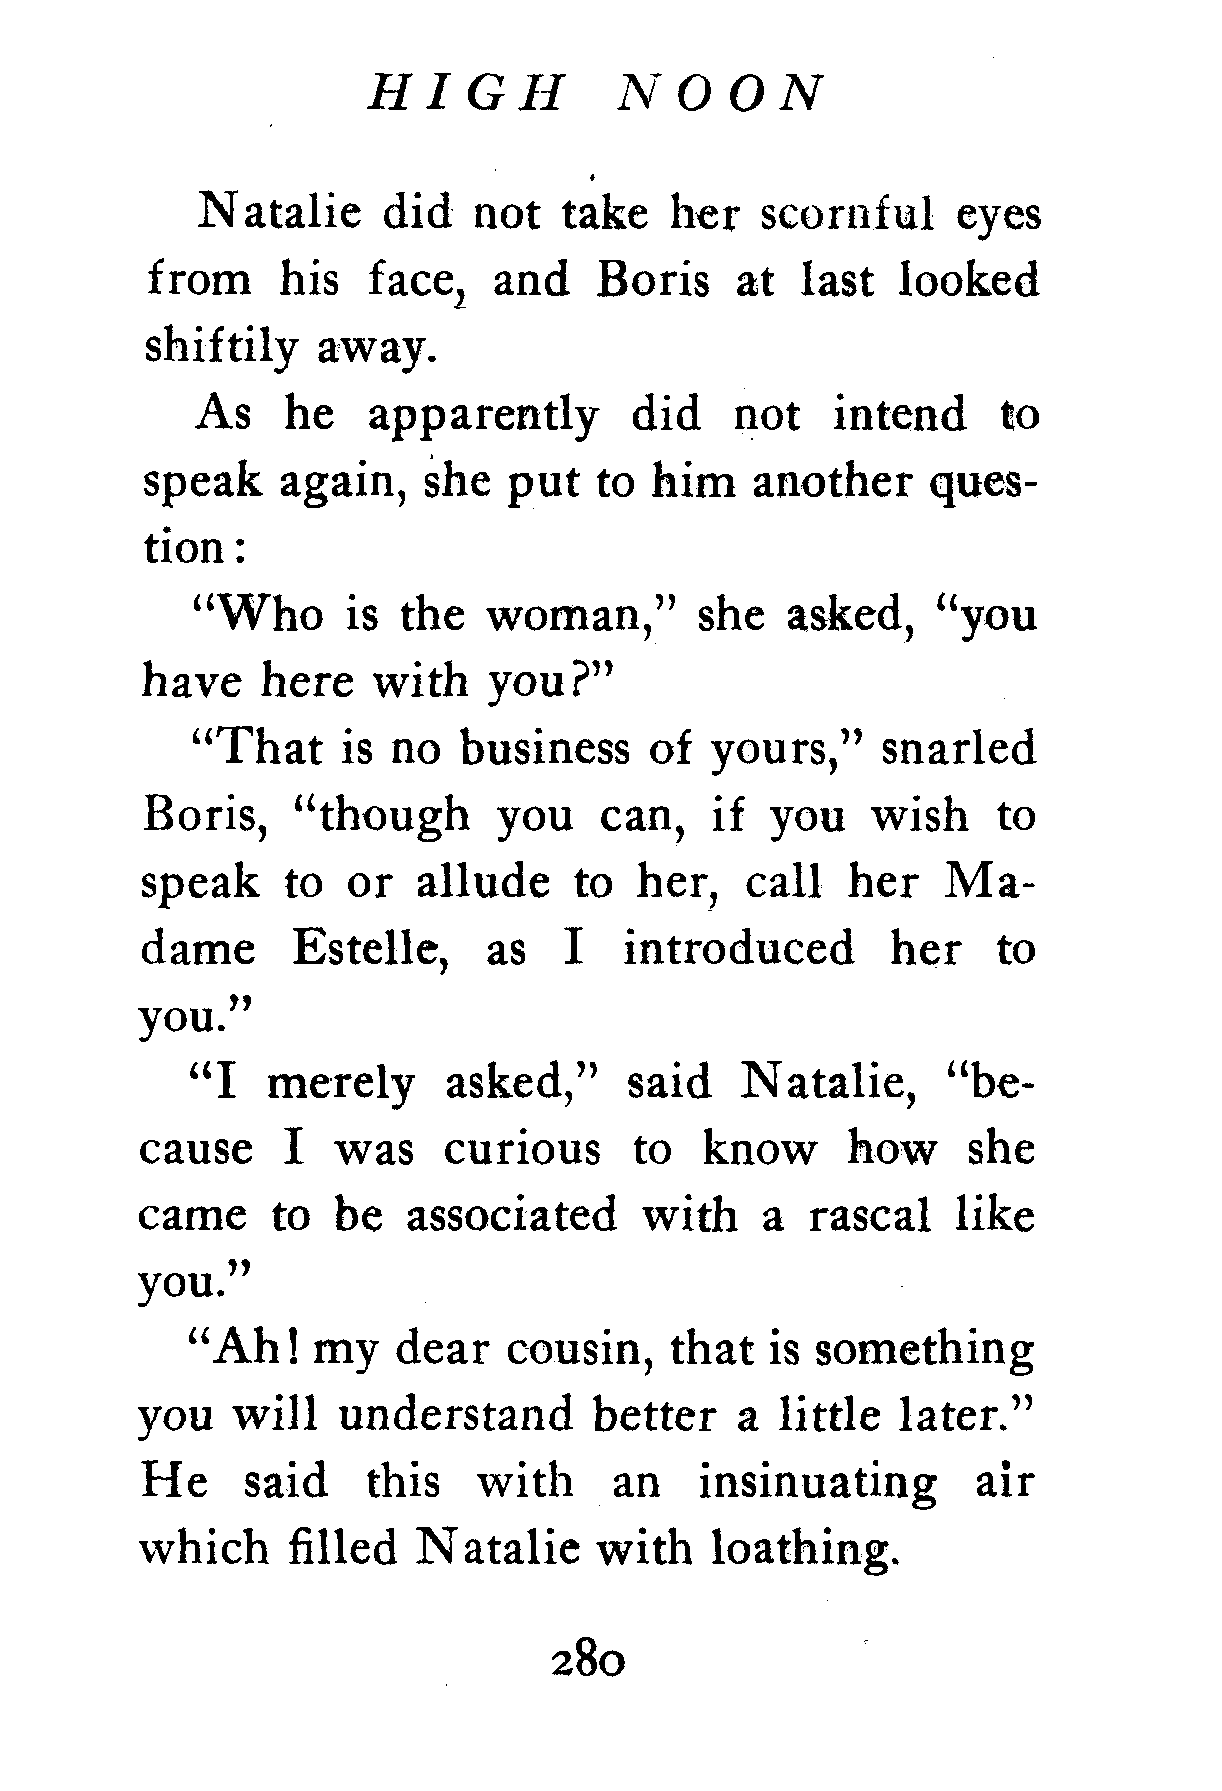 HIGH NOON
Natalie did not take her scornful eyes
from his face, and Boris at last looked
shiftily away.
As he apparently did not intend to
speak again, she put to him another ques-
tion:
“Who is the woman,” she asked, “you
have here with you?”
“That is no business of yours,” snarled
Boris, “though you can, if you wish to
speak to or allude to her, call her Ma-
dame Estelle, as I introduced her to
you.”
“I merely asked,” said Natalie, “be-
cause I was curious to know how she
came to be associated with a rascal like
you.”
“Ah! my dear cousin, that is something
you will understand better a little later.”
He said this with an insinuating air
which filled Natalie with loathing.
280